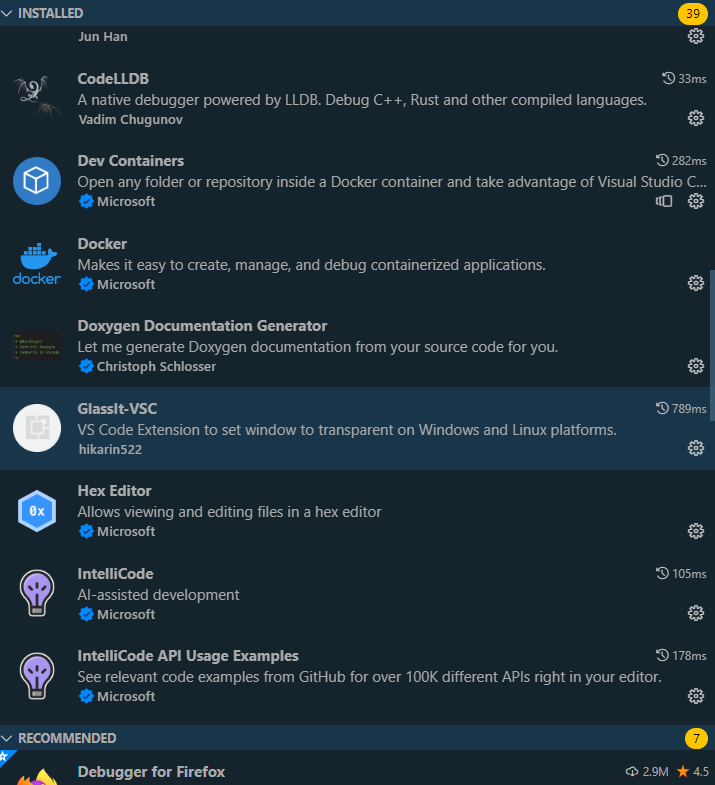 INSTALLED 39
Jun Han
CodeLLDB 33ms
A native debugger powered by LLDB. Debug C++, Rust and other compiled languages.
Vadim Chugunov
Dev Containers 282ms
Open any folder or repository inside a Docker container and take advantage of Visual Studio C...
Microsoft
docker
Docker
Makes it easy to create, manage, and debug containerized applications.
Microsoft
Doxygen Documentation Generator
Let me generate Doxygen documentation from your source code for you.
Christoph Schlosser
GlassIt-VSC 789ms
VS Code Extension to set window to transparent on Windows and Linux platforms.
hikarin522
0x
Hex Editor
Allows viewing and editing files in a hex editor
Microsoft
IntelliCode 105ms
AI-assisted development
Microsoft
IntelliCode API Usage Examples 178ms
See relevant code examples from GitHub for over 100K different APIs right in your editor.
Microsoft
RECOMMENDED 7
Debugger for Firefox 2.9M 4.5